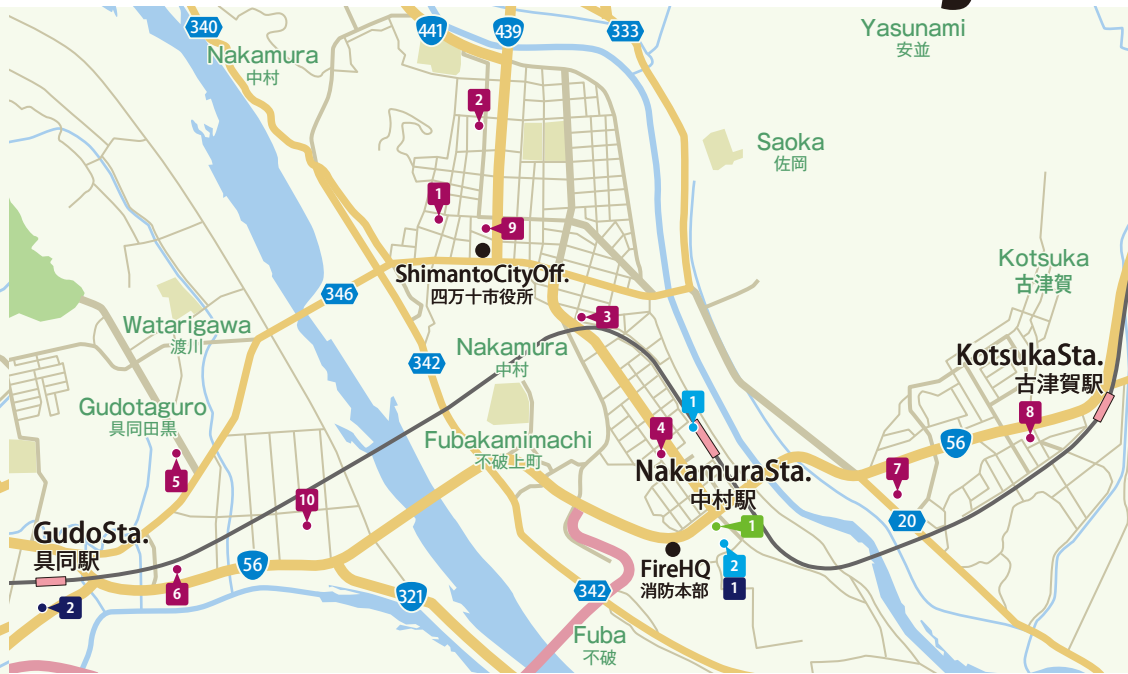 340
441
439
333
Yasunami
安並
Nakamura
中村
2
Saoka
佐岡
1
9
ShimantoCityOff.
四万十市役所
Kotsuka
古津賀
346
3
Watarigawa
渡川
342
Nakamura
中村
KotsukaSta.
古津賀駅
Gudotaguro
具同田黒
1
8
4
Fubakamimachi
不破上町
56
5
NakamuraSta.
中村駅
7
10
20
1
GudoSta.
具同駅
56
FireHQ
消防本部
2
1
6
321
342
2
Fuba
不破